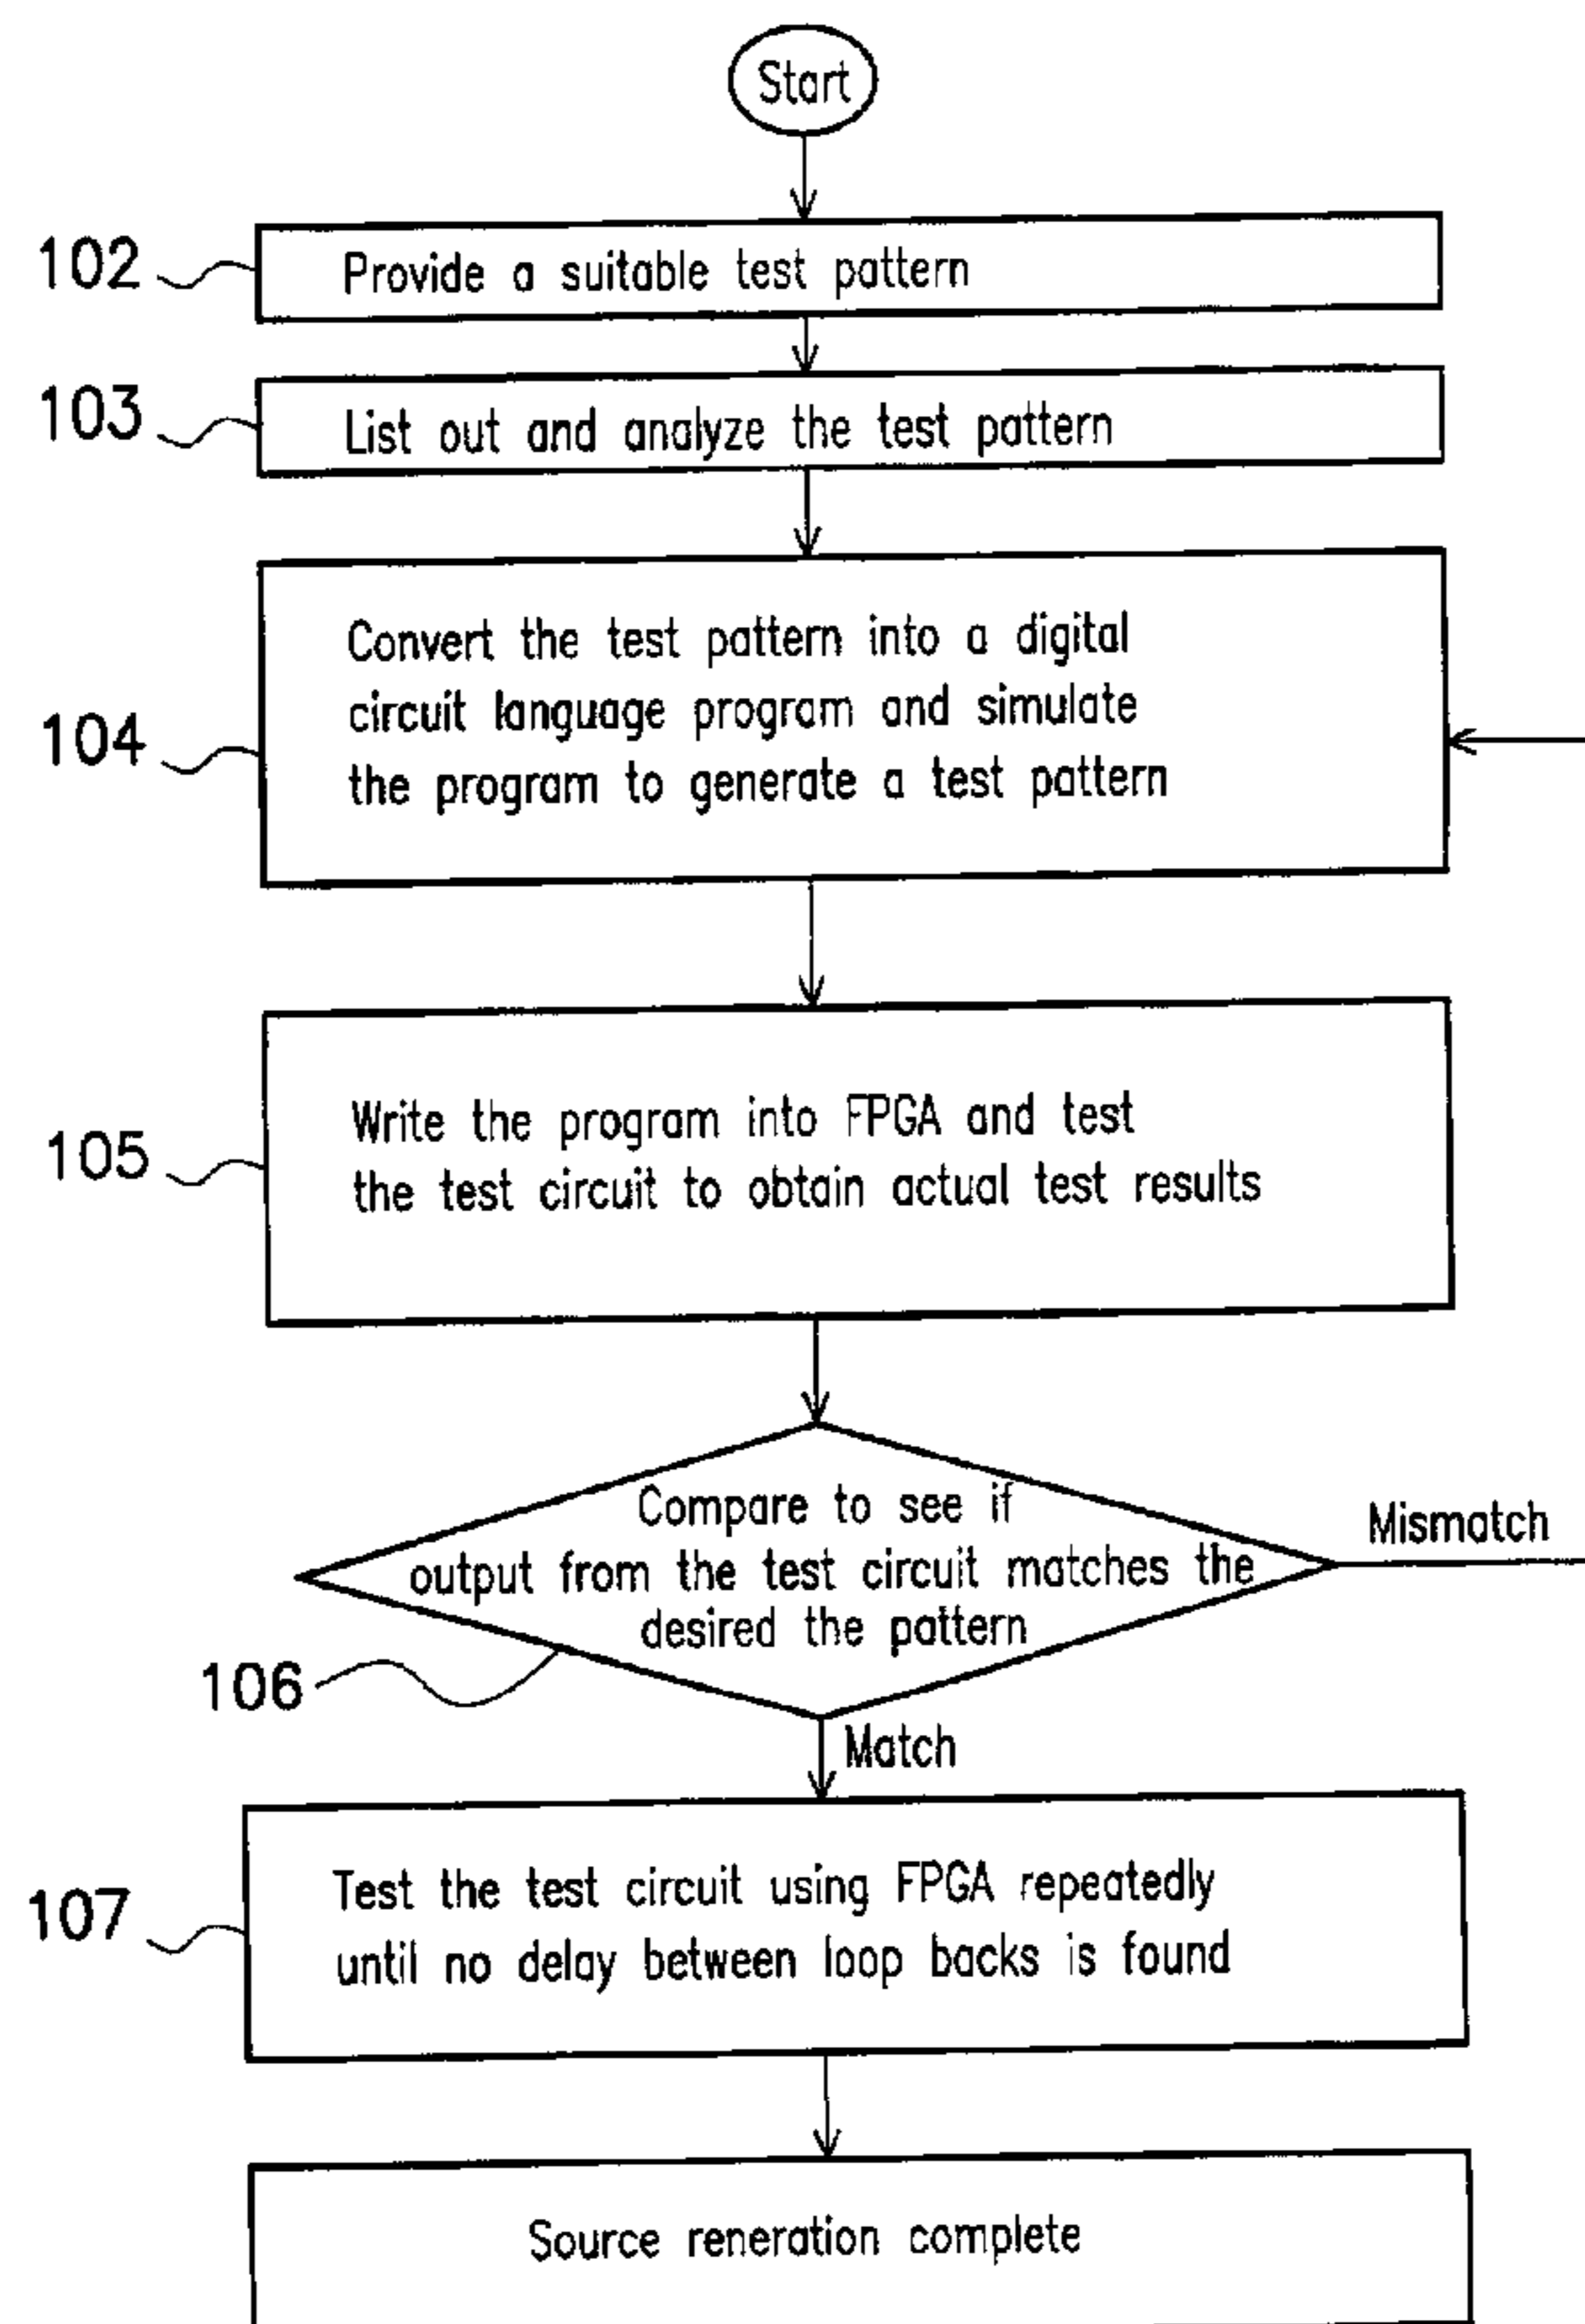 Start
102
Provide a suitable test pattern
103
List out and analyze the test pattern
104
Convert the test pattern into a digital
circuit language program and simulate
the program to generate a test pattern
105
Write the program into FPGA and test
the test circuit to obtain actual test results
Compare to see if
output from the test circuit matches the
desired the pattern
Mismatch
106
Match
107
Test the test circuit using FPGA repeatedly
until no delay between loop backs is found
Source reneration complete